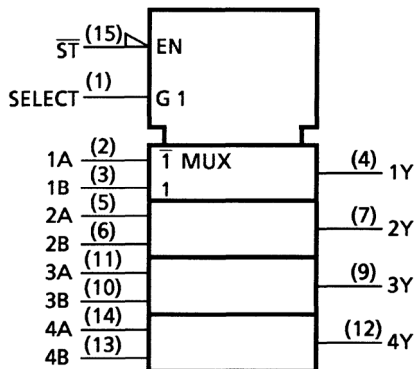 S̅T̅ (15) EN
SELECT (1) G 1
1A (2) 1̅ MUX (4) 1Y
1B (3) 1
2A (5) (7) 2Y
2B (6)
3A (11) (9) 3Y
3B (10)
4A (14) (12) 4Y
4B (13)